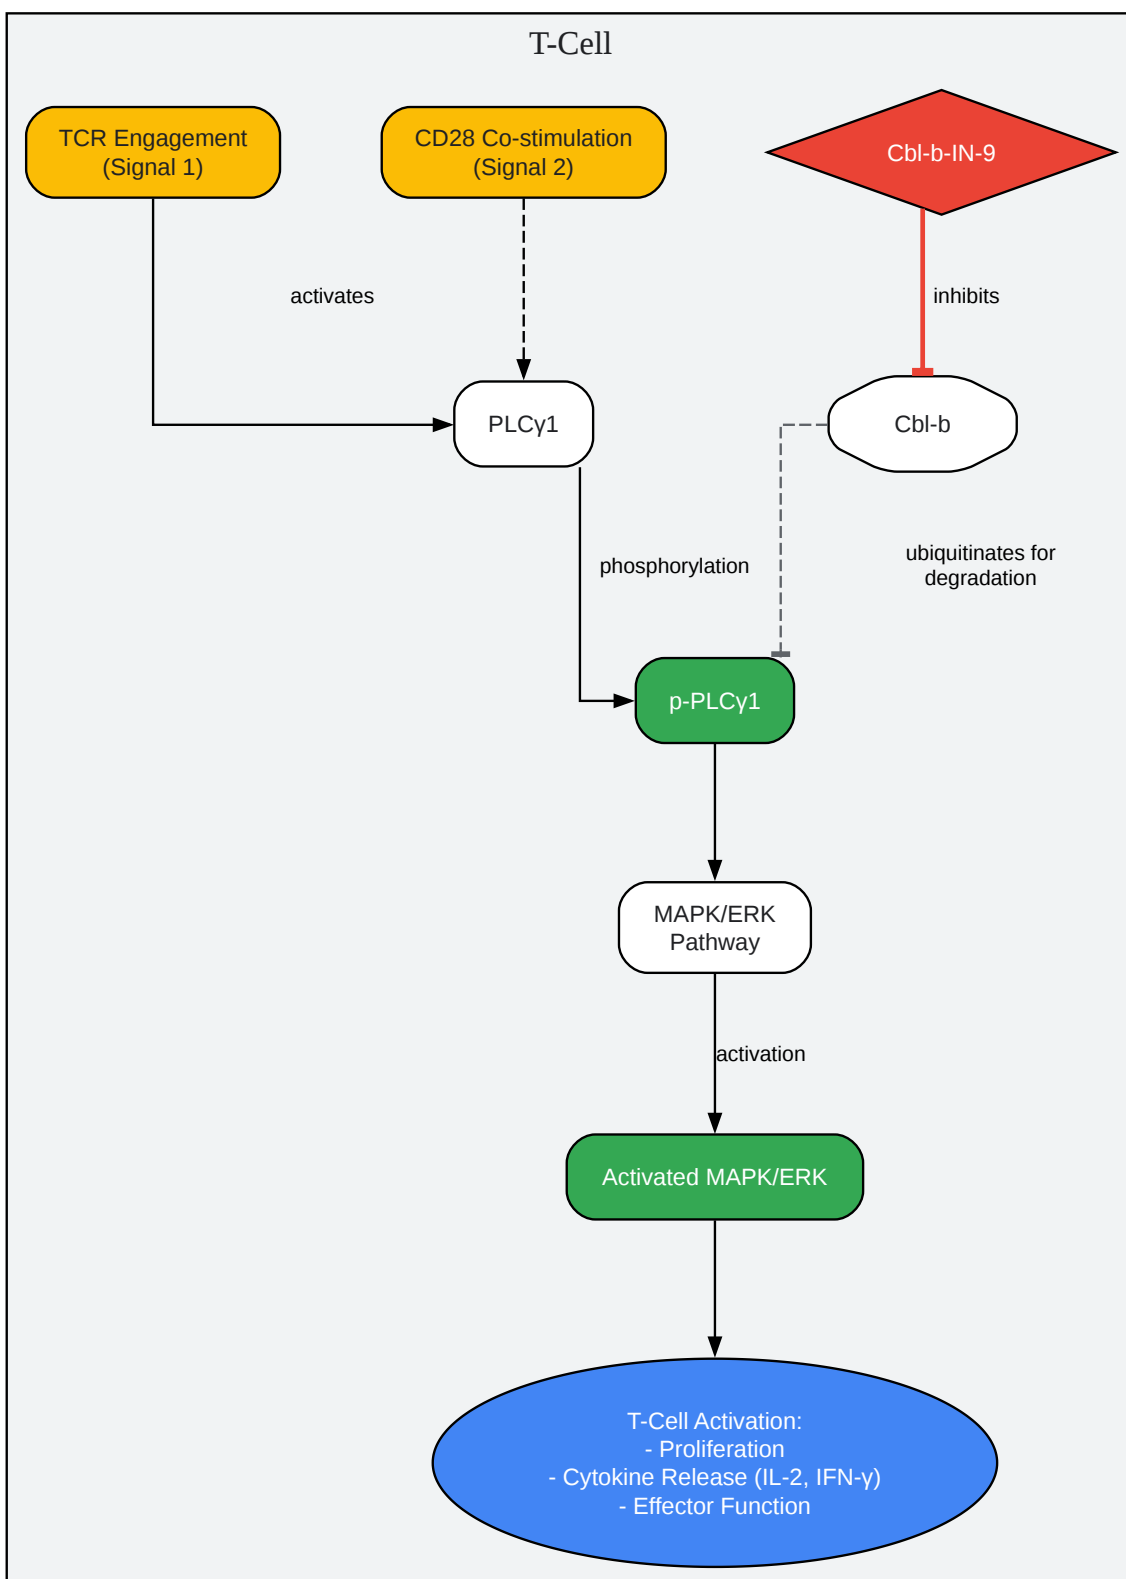 T-Cell
TCR Engagement
(Signal 1)
CD28 Co-stimulation
(Signal 2)
Cbl-b-IN-9
activates
inhibits
PLCγ1
Cbl-b
phosphorylation
ubiquitinates for
degradation
p-PLCγ1
MAPK/ERK
Pathway
activation
Activated MAPK/ERK
T-Cell Activation:
- Proliferation
- Cytokine Release (IL-2, IFN-γ)
- Effector Function